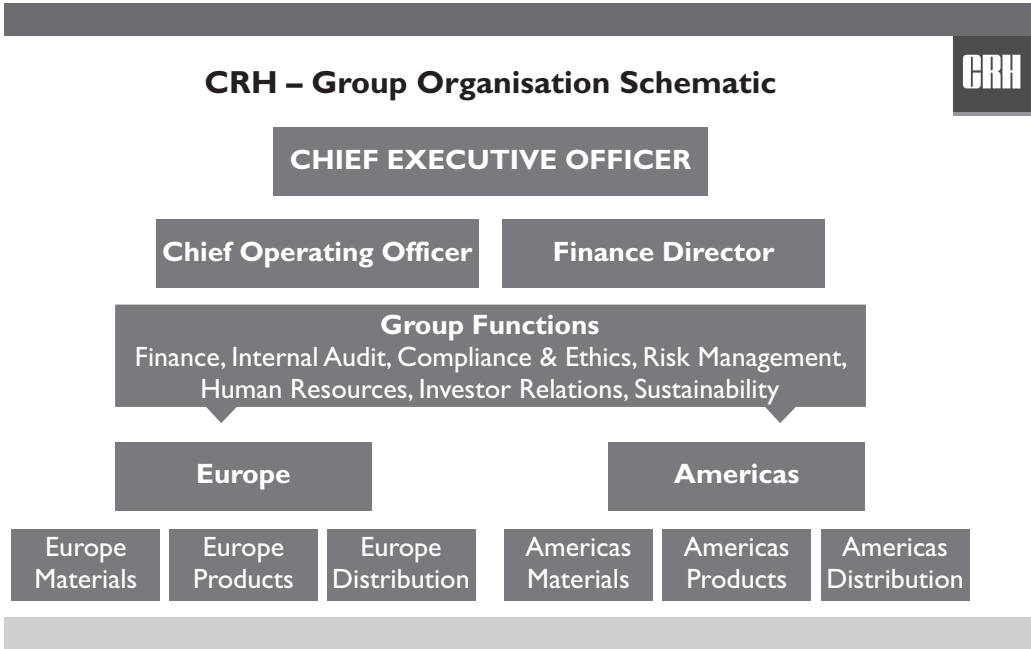 CRH
CRH – Group Organisation Schematic
CHIEF EXECUTIVE OFFICER
Chief Operating Officer
Finance Director
Group Functions
Finance, Internal Audit, Compliance & Ethics, Risk Management,
Human Resources, Investor Relations, Sustainability
Europe
Americas
Europe
Materials
Europe
Products
Europe
Distribution
Americas
Materials
Americas
Products
Americas
Distribution